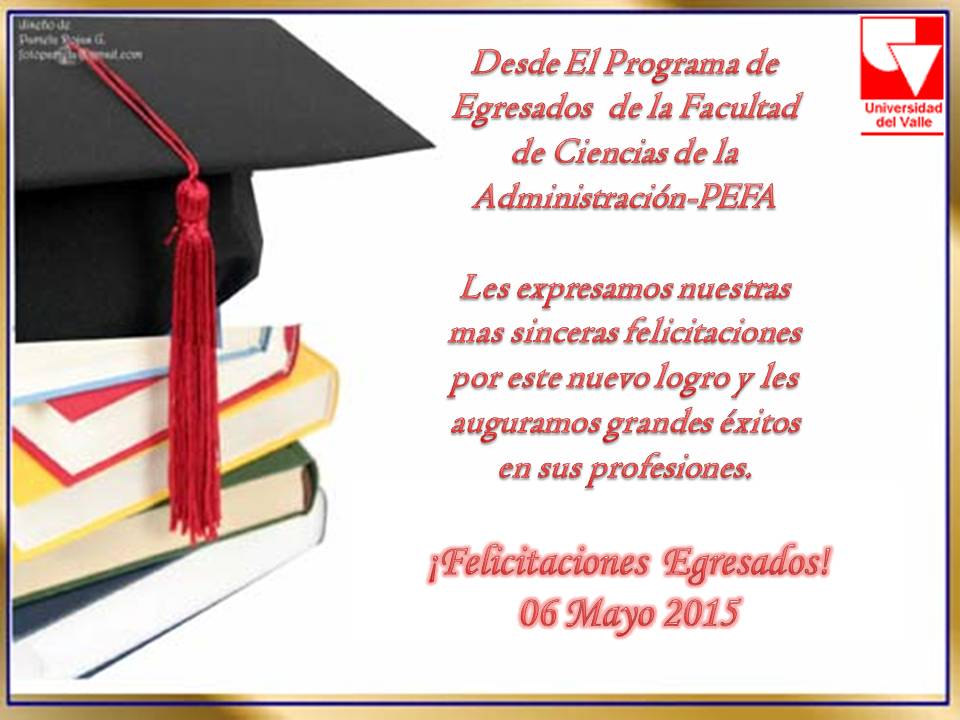 diseño de
Pamela Rojas G.
Desde El Programa de
Egresados de la Facultad
de Ciencias de la
Administración-PEFA
Les expresamos nuestras
mas sinceras felicitaciones
por este nuevo logro y les
auguramos grandes éxitos
en sus profesiones.
¡Felicitaciones Egresados!
06 Mayo 2015
Universidad
del Valle